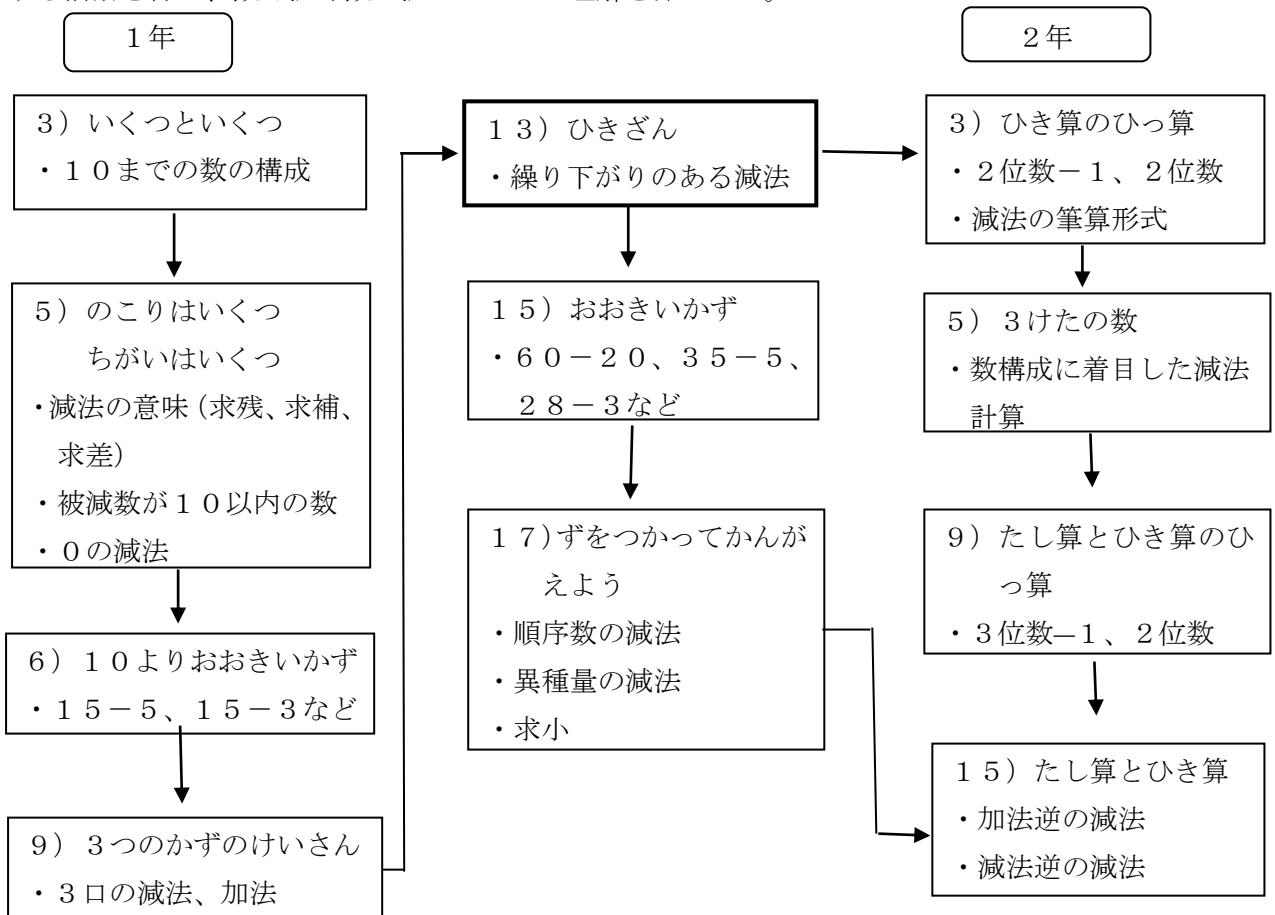 1年
2年
3）いくつといくつ
・10までの数の構成
5）のこりはいくつ
ちがいはいくつ
・減法の意味（求残、求補、
求差）
・被減数が10以内の数
・0の減法
6）10よりおおきいかず
・15－5、15－3など
9）3つのかずのけいさん
・3口の減法、加法
13）ひきざん
・繰り下がりのある減法
15）おおきいかず
・60－20、35－5、
28－3など
17）ずをつかってかんが
えよう
・順序数の減法
・異種量の減法
・求小
3）ひき算のひっ算
・2位数－1、2位数
・減法の筆算形式
5）3けたの数
・数構成に着目した減法
計算
9）たし算とひき算のひ
っ算
・3位数―1、2位数
15）たし算とひき算
・加法逆の減法
・減法逆の減法